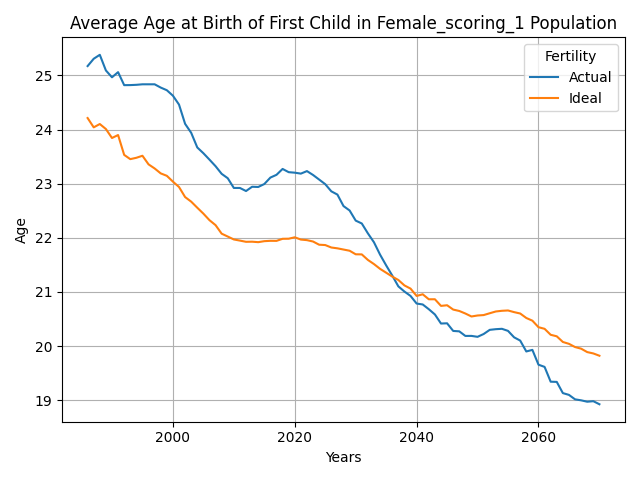 Average Age at Birth of First Child in Female_scoring_1 Population
Fertility
Actual
Ideal
25
24
23
22
21
20
19
Age
2000
2020
2040
2060
Years